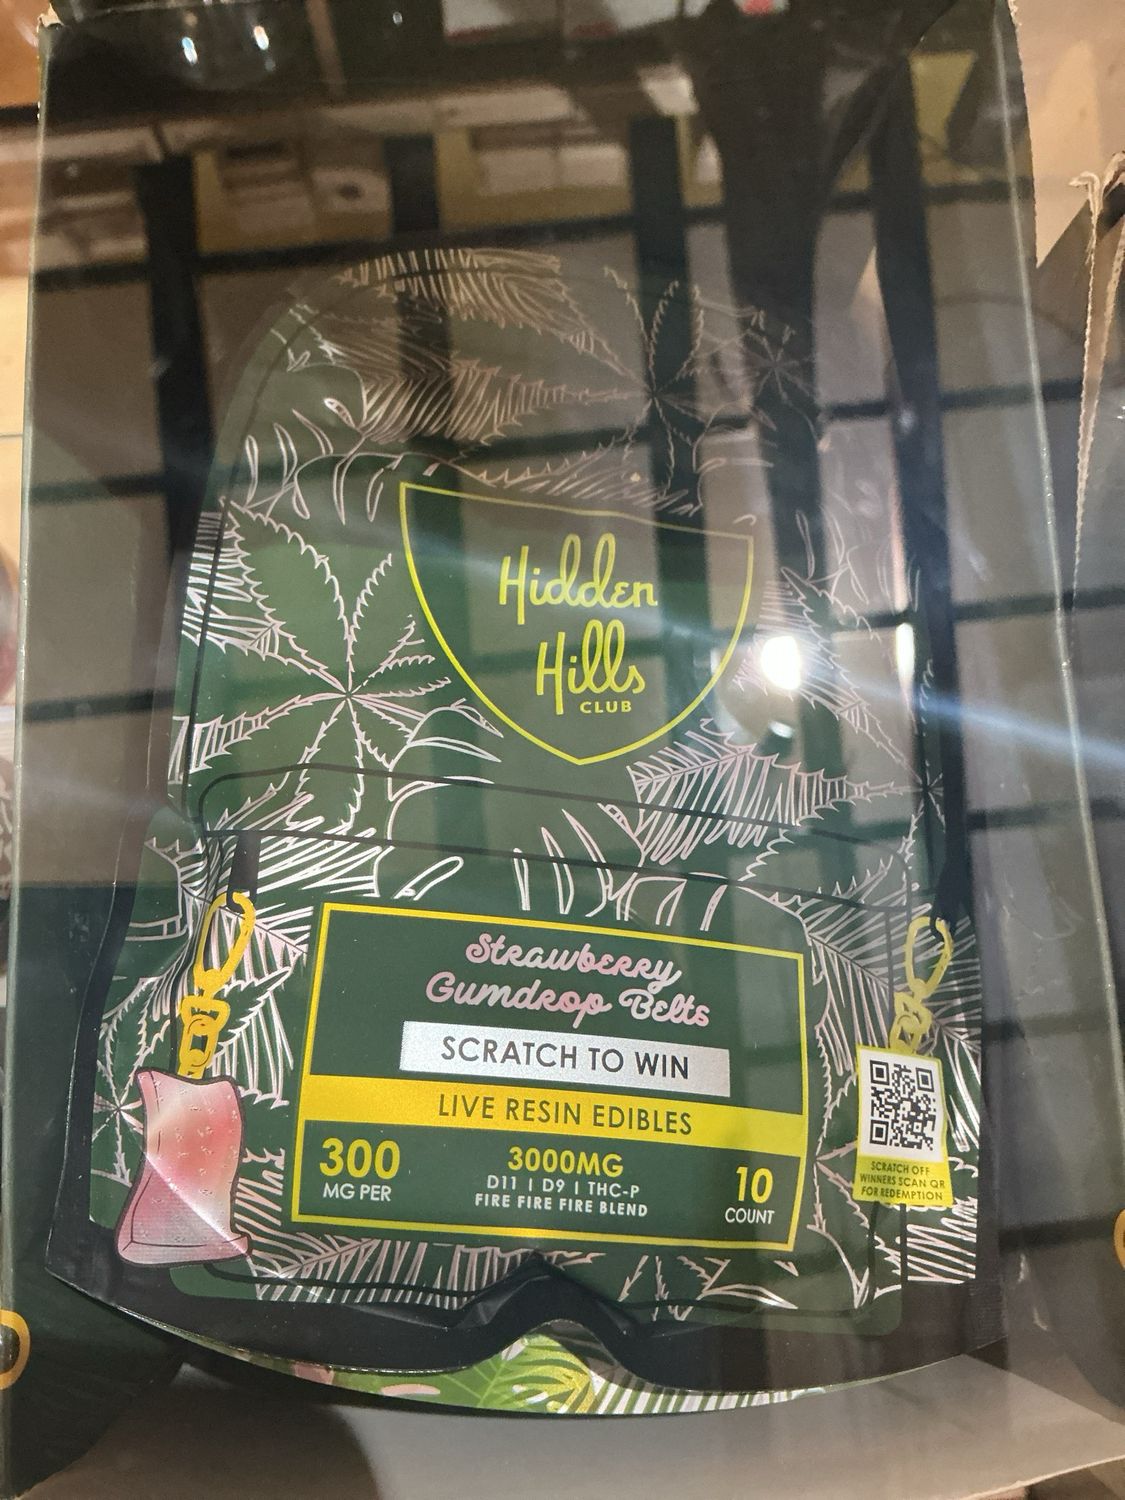 Hidden
Hills
CLUB
Strawberry
Gumdrop Belts
SCRATCH TO WIN
LIVE RESIN EDIBLES
300
MG PER
3000MG
D11 | D9 | THC-P
FIRE FIRE FIRE BLEND
10
COUNT
SCRATCH OFF
WINNERS SCAN QR
FOR REDEMPTION